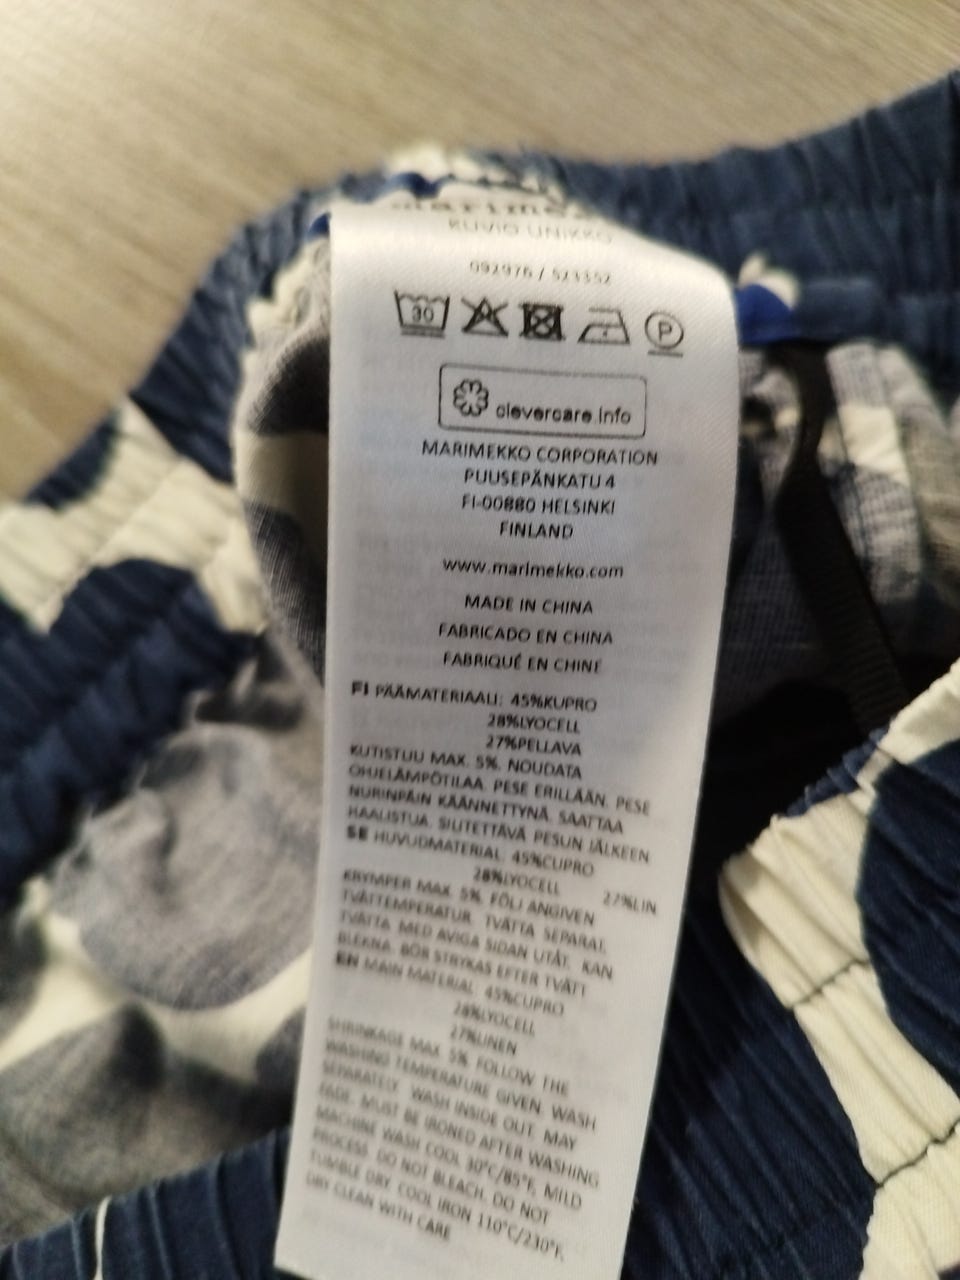 KUVIO UNIKKO
30
P
clevercare.info
MARIMEKKO CORPORATION
PUUSEPÄNKATU 4
FI-00880 HELSINKI
FINLAND
www.marimekko.com
MADE IN CHINA
FABRICADO EN CHINA
FABRIQUÉ EN CHINE
FI PÄÄMATERIAALI: 45%KUPRO
28%LYOCELL
27%PELLAVA
KUTISTUU MAX. 5%. NOUDATA
OHJELÄMPÖTILAA. PESE ERILLÄÄN. PESE
NURINPÄIN KÄÄNNETTYNÄ. SAATTAA
HAALISTUA. SILITETTÄVÄ PESUN JÄLKEEN
SE HUVUDMATERIAL: 45%CUPRO
28%LYOCELL
27%LIN
KRYMPER MAX. 5%. FÖLJ ANGIVEN
TVÄTTEMPERATUR. TVÄTTA SEPARAT.
TVÄTTA MED AVIGA SIDAN UTÅT. KAN
BLEKNA. BÖR STRYKAS EFTER TVÄTT
EN MAIN MATERIAL: 45%CUPRO
28%LYOCELL
27%LINEN
SHRINKAGE MAX. 5%. FOLLOW THE
WASHING TEMPERATURE GIVEN. WASH
SEPARATELY. WASH INSIDE OUT. MAY
FADE. MUST BE IRONED AFTER WASHING
MACHINE WASH COOL 30°C/85°F, MILD
PROCESS. DO NOT BLEACH. DO NOT
TUMBLE DRY. COOL IRON 110°C/230°F,
DRY CLEAN WITH CARE